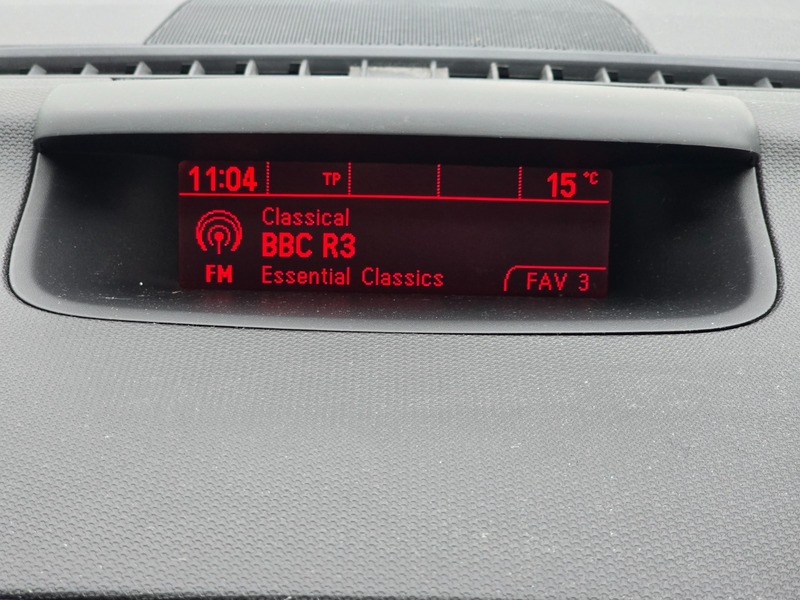 11:04 TP 15 °C
Classical
BBC R3
FM Essential Classics FAV 3